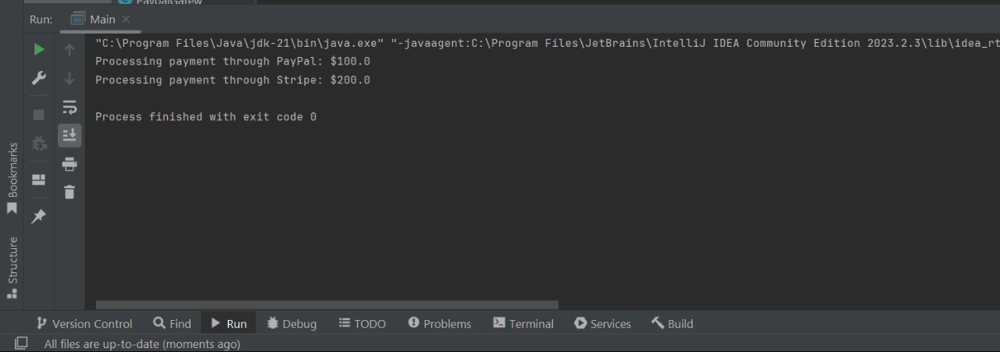 Run: Main
"C:\Program Files\Java\jdk-21\bin\java.exe" "-javaagent:C:\Program Files\JetBrains\IntelliJ IDEA Community Edition 2023.2.3\lib\idea_rt
Processing payment through PayPal: $100.0
Processing payment through Stripe: $200.0
Process finished with exit code 0
Bookmarks
Structure
Version Control Find Run Debug TODO Problems Terminal Services Build
All files are up-to-date (moments ago)